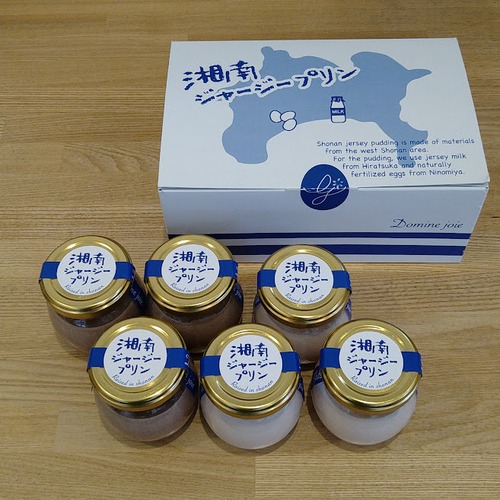 湘南
ジャージープリン
MILK
Shonan jersey pudding is made of materials
from the west Shonan area.
For the pudding, we use jersey milk
from Hiratsuka and naturally
fertilized eggs from Ninomiya.
Domine joie
湘南
ジャージー
プリン
Raised in shonan
湘南
ジャージー
プリン
Raised in shonan
湘南
ジャージー
プリン
Raised in shonan
湘南
ジャージー
プリン
Raised in shonan
湘南
ジャージー
プリン
Raised in shonan
湘南
ジャージー
プリン
Raised in shonan